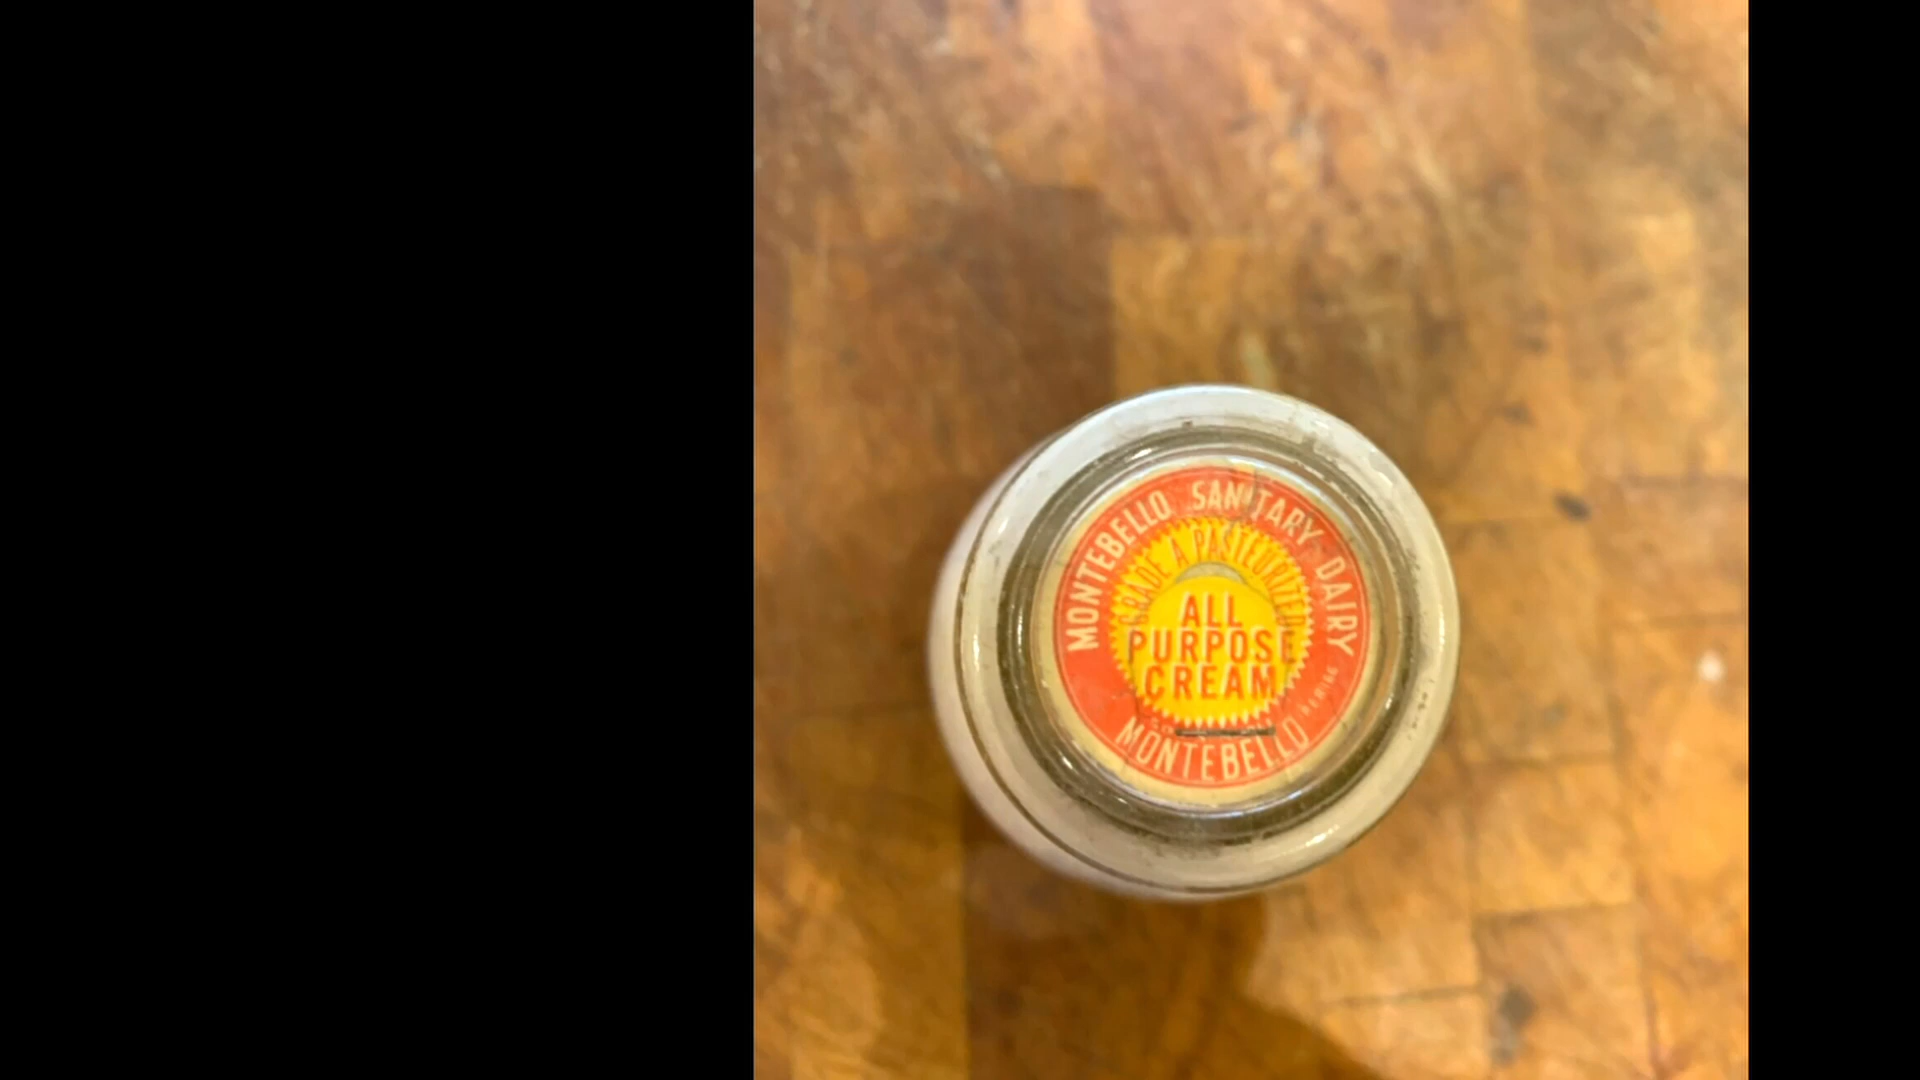 MONTEBELLO SANITARY DAIRY
GRADE A PASTEURIZED
ALL
PURPOSE
CREAM
MONTEBELLO